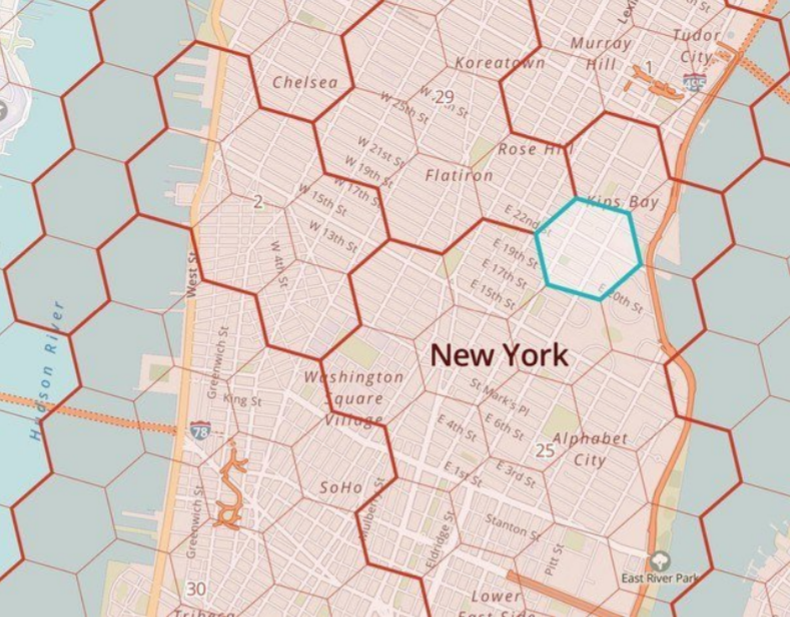 Murray
Hill
Tudor
City
1
Koreatown
Chelsea
29
W 25th St
Rose Hill
W 21st St
Flatiron
W 19th St
W 17th St
W 15th St
2
Kips Bay
E 22nd St
W 13th St
E 19th St
E 17th St
E 15th St
E 20th St
W 4th St
West St
Hudson River
New York
Greenwich St
Washington
Square
Village
St Mark's Pl
King St
E 4th St
E 6th St
78
Alphabet
City
25
E 1st St
E 3rd St
SoHo
Mulberry St
Greenwich St
Eldridge St
Stanton St
Pitt St
East River Park
30
Lower
East Side
Tribeca